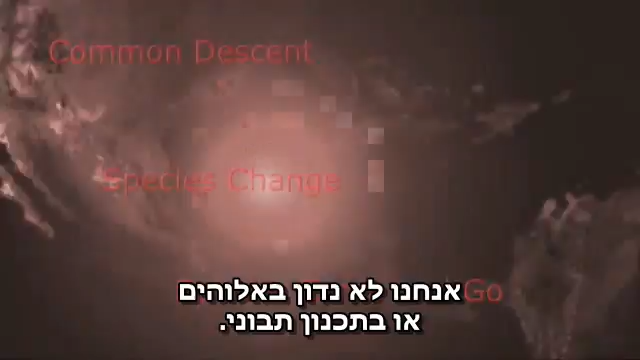 Common Descent
Species Change
Go
אנחנו לא נדון באלוהים
או בתכנון תבוני.